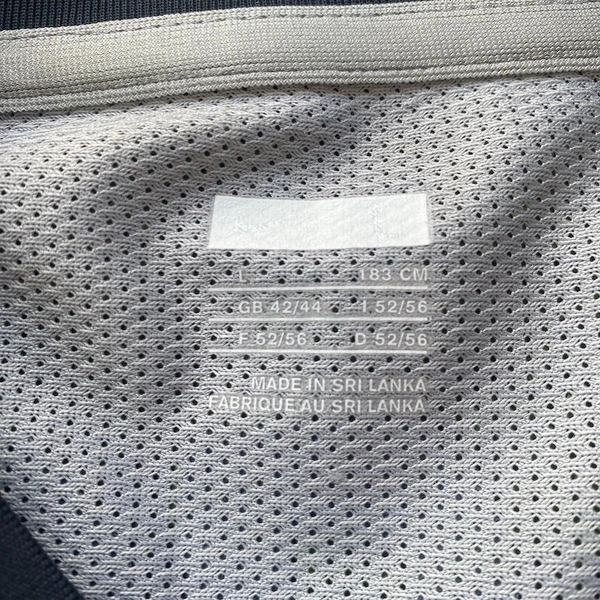 L 183 CM
GB 42/44 I 52/56
F 52/56 D 52/56
MADE IN SRI LANKA
FABRIQUE AU SRI LANKA